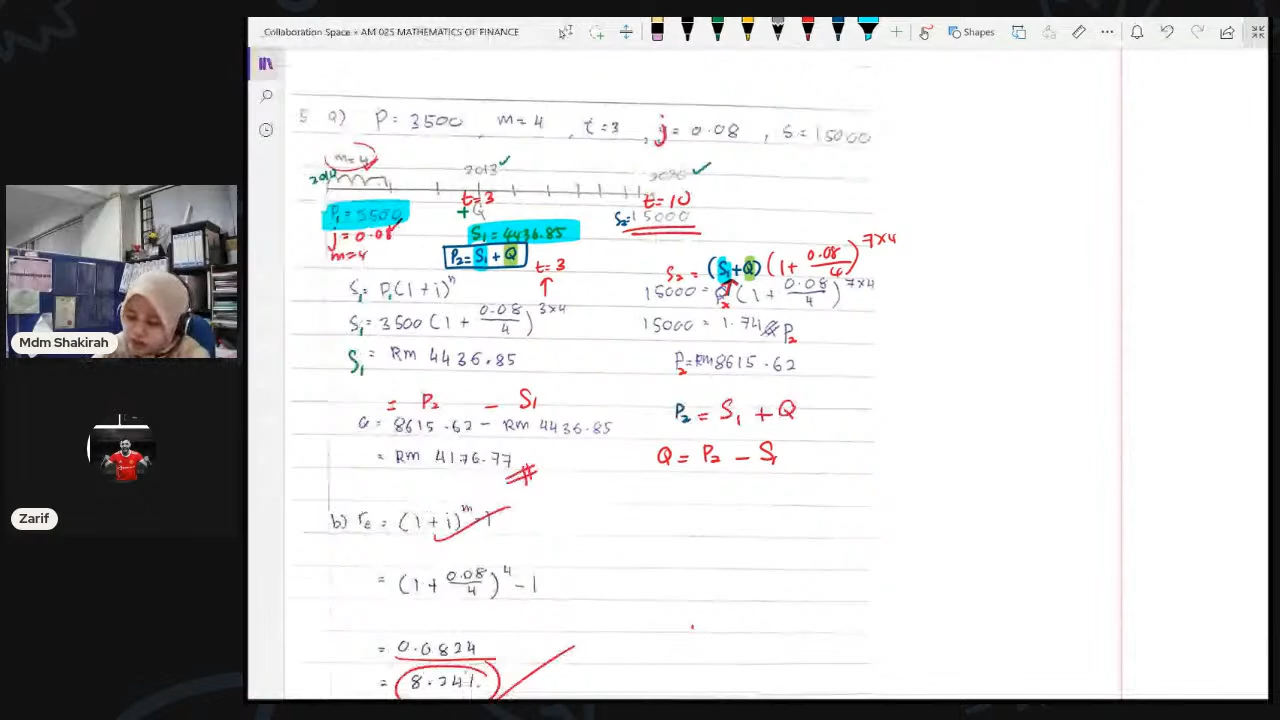 Collaboration Space > AM 025 MATHEMATICS OF FINANCE
Shapes
5 a) P = 3500 , m = 4 , t = 3 , j = 0.08 , S = 15000
m = 4
2013 ✓
✓
t = 3
t = 10
P₁ = 3500
+ Q
S₂ = 15000
j = 0.08
S₁ = 4436.85
m = 4
P₂ = S₁ + Q
t = 3
S₂ = (S₁ + Q) (1 + 0.08/4)^7×4
S₁ = P₁ (1 + i)^n
15000 = P₂ (1 + 0.08/4)^7×4
S₁ = 3500 (1 + 0.08/4)^3×4
15000 = 1.74 P₂
S₁ = RM 4436.85
P₂ = RM 8615.62
= P₂ - S₁
P₂ = S₁ + Q
Q = 8615.62 - RM 4436.85
= RM 4176.77
Q = P₂ - S₁
b) rₑ = (1 + i)^m - 1
= (1 + 0.08/4)^4 - 1
= 0.0824
= 8.24%
Mdm Shakirah
Zarif